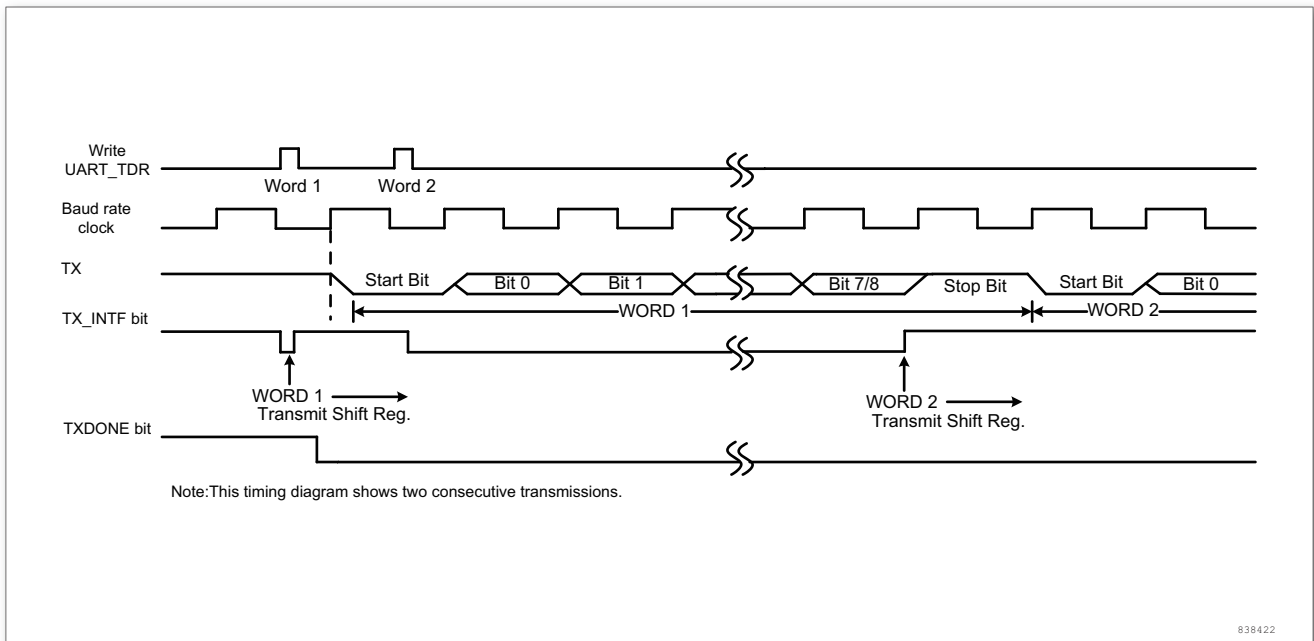 Write
UART_TDR
Word 1 Word 2
Baud rate
clock
TX
Start Bit Bit 0 Bit 1 Bit 7/8 Stop Bit Start Bit Bit 0
WORD 1 WORD 2
TX_INTF bit
WORD 1
Transmit Shift Reg.
WORD 2
Transmit Shift Reg.
TXDONE bit
Note:This timing diagram shows two consecutive transmissions.
838422